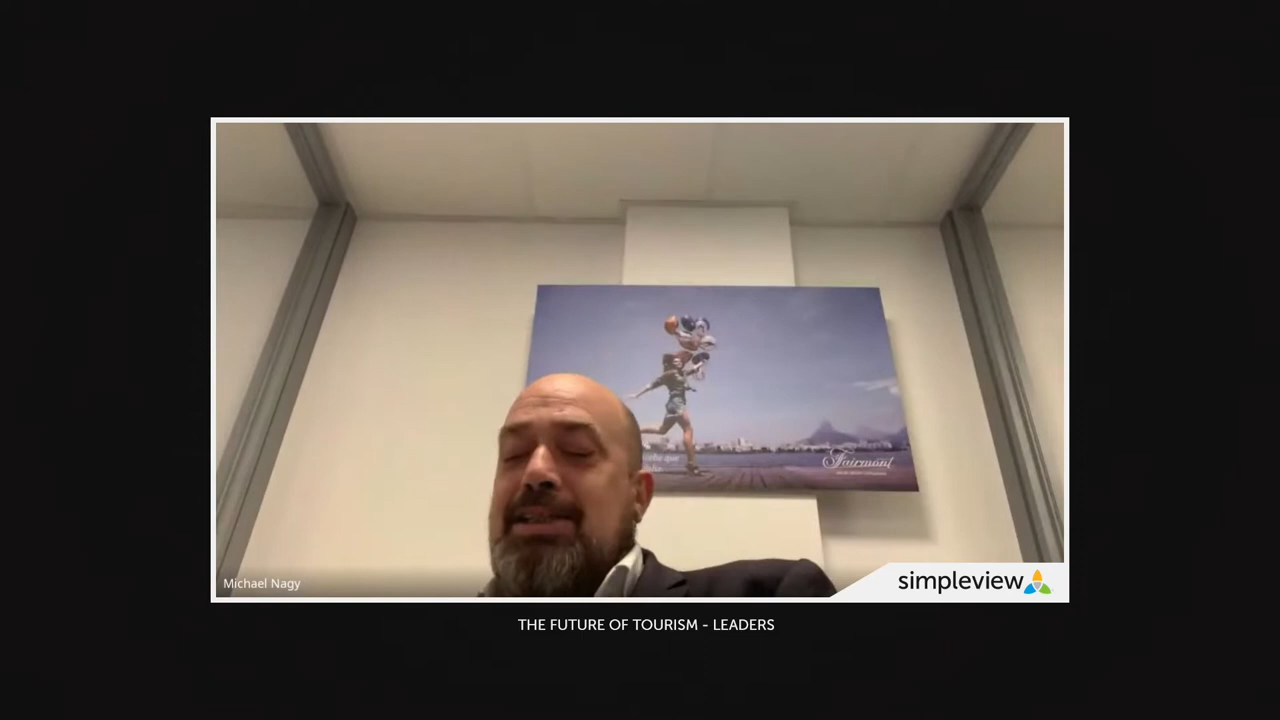 Fairmont
Michael Nagy
simpleview
THE FUTURE OF TOURISM - LEADERS